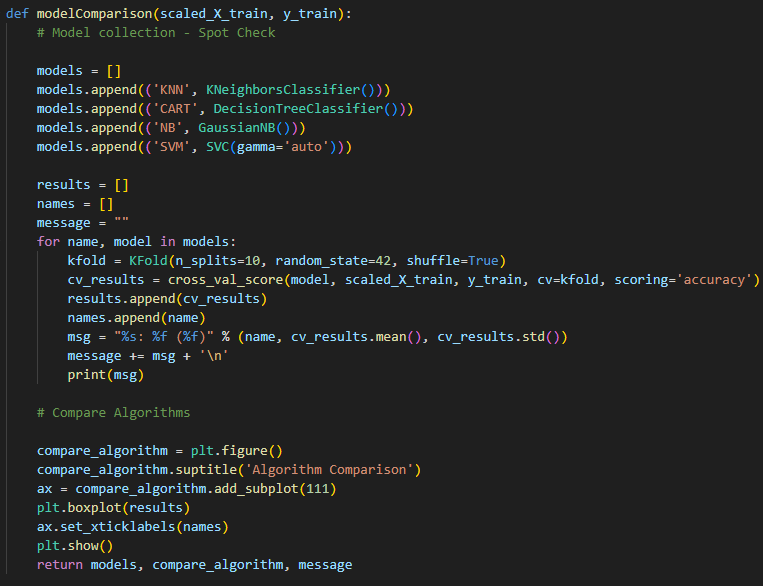 def modelComparison(scaled_X_train, y_train):
    # Model collection - Spot Check

    models = []
    models.append(('KNN', KNeighborsClassifier()))
    models.append(('CART', DecisionTreeClassifier()))
    models.append(('NB', GaussianNB()))
    models.append(('SVM', SVC(gamma='auto')))

    results = []
    names = []
    message = ""
    for name, model in models:
        kfold = KFold(n_splits=10, random_state=42, shuffle=True)
        cv_results = cross_val_score(model, scaled_X_train, y_train, cv=kfold, scoring='accuracy')
        results.append(cv_results)
        names.append(name)
        msg = "%s: %f (%f)" % (name, cv_results.mean(), cv_results.std())
        message += msg + '\n'
        print(msg)

    # Compare Algorithms

    compare_algorithm = plt.figure()
    compare_algorithm.suptitle('Algorithm Comparison')
    ax = compare_algorithm.add_subplot(111)
    plt.boxplot(results)
    ax.set_xticklabels(names)
    plt.show()
    return models, compare_algorithm, message